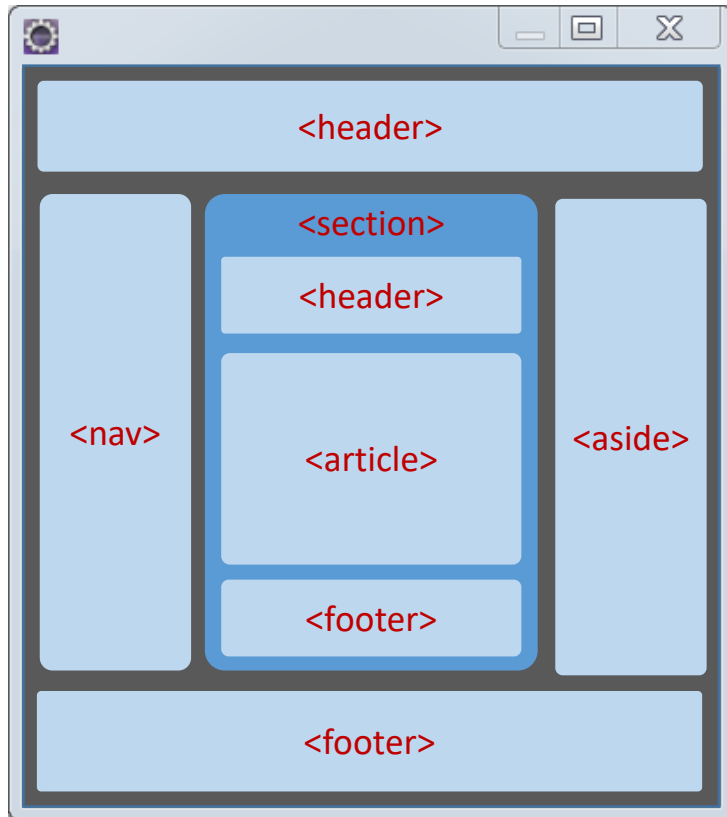 <header>
<nav>
<section>
<header>
<article>
<footer>
<aside>
<footer>